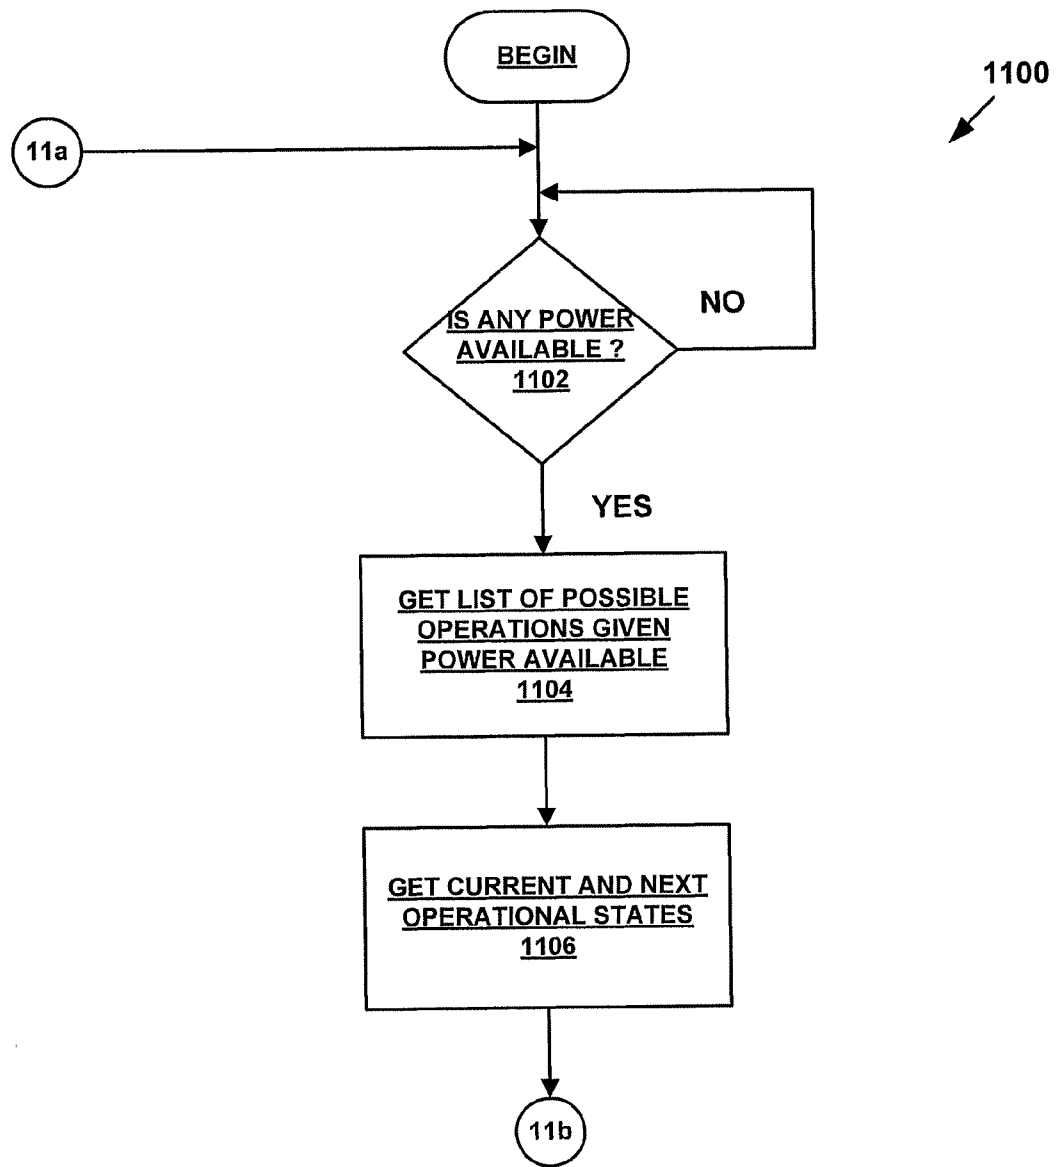 BEGIN
1100
11a
IS ANY POWER
AVAILABLE ?
1102
NO
YES
GET LIST OF POSSIBLE
OPERATIONS GIVEN
POWER AVAILABLE
1104
GET CURRENT AND NEXT
OPERATIONAL STATES
1106
11b